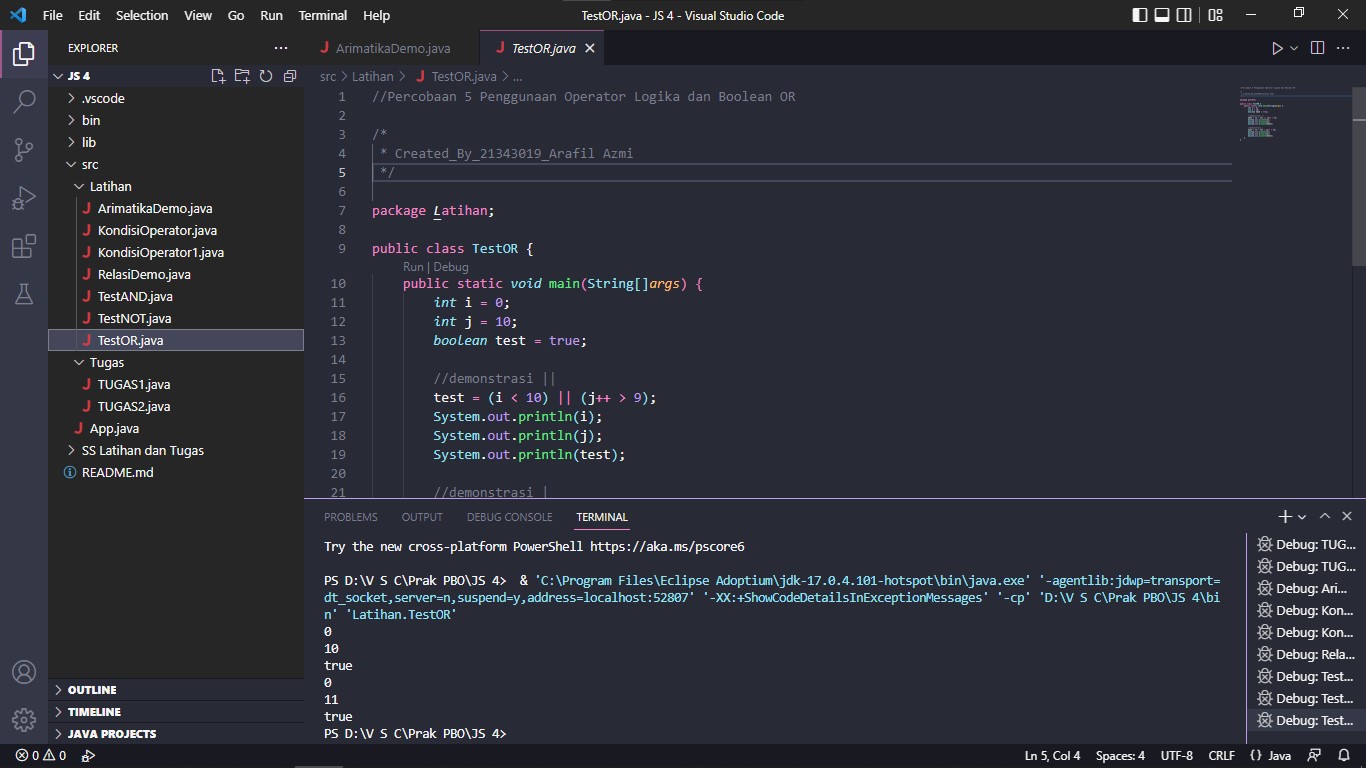 File Edit Selection View Go Run Terminal Help
TestOR.java - JS 4 - Visual Studio Code
EXPLORER
JS 4
.vscode
bin
lib
src
Latihan
ArimatikaDemo.java
KondisiOperator.java
KondisiOperator1.java
RelasiDemo.java
TestAND.java
TestNOT.java
TestOR.java
Tugas
TUGAS1.java
TUGAS2.java
App.java
SS Latihan dan Tugas
README.md
OUTLINE
TIMELINE
JAVA PROJECTS
ArimatikaDemo.java
TestOR.java
src > Latihan > TestOR.java > ...
1 //Percobaan 5 Penggunaan Operator Logika dan Boolean OR
2
3 /*
4 * Created_By_21343019_Arafil Azmi
5 */
6
7 package Latihan;
8
9 public class TestOR {
Run | Debug
10 public static void main(String[]args) {
11 int i = 0;
12 int j = 10;
13 boolean test = true;
14
15 //demonstrasi ||
16 test = (i < 10) || (j++ > 9);
17 System.out.println(i);
18 System.out.println(j);
19 System.out.println(test);
20
21 //demonstrasi |
PROBLEMS OUTPUT DEBUG CONSOLE TERMINAL
Try the new cross-platform PowerShell https://aka.ms/pscore6
PS D:\V S C\Prak PBO\JS 4> & 'C:\Program Files\Eclipse Adoptium\jdk-17.0.4.101-hotspot\bin\java.exe' '-agentlib:jdwp=transport=
dt_socket,server=n,suspend=y,address=localhost:52807' '-XX:+ShowCodeDetailsInExceptionMessages' '-cp' 'D:\V S C\Prak PBO\JS 4\bi
n' 'Latihan.TestOR'
0
10
true
0
11
true
PS D:\V S C\Prak PBO\JS 4>
Debug: TUG...
Debug: TUG...
Debug: Ari...
Debug: Kon...
Debug: Kon...
Debug: Rela...
Debug: Test...
Debug: Test...
Debug: Test...
0 0
Ln 5, Col 4 Spaces: 4 UTF-8 CRLF {} Java